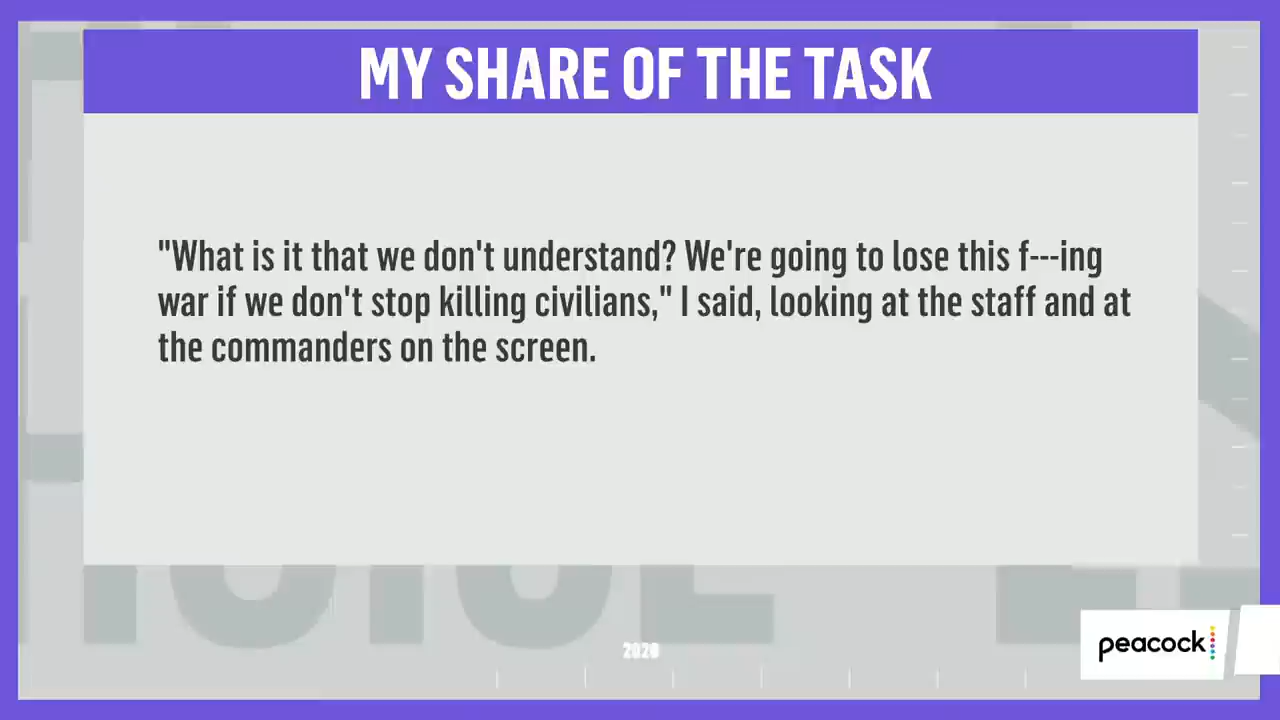 MY SHARE OF THE TASK
"What is it that we don't understand? We're going to lose this f---ing
war if we don't stop killing civilians," I said, looking at the staff and at
the commanders on the screen.
2020
peacock